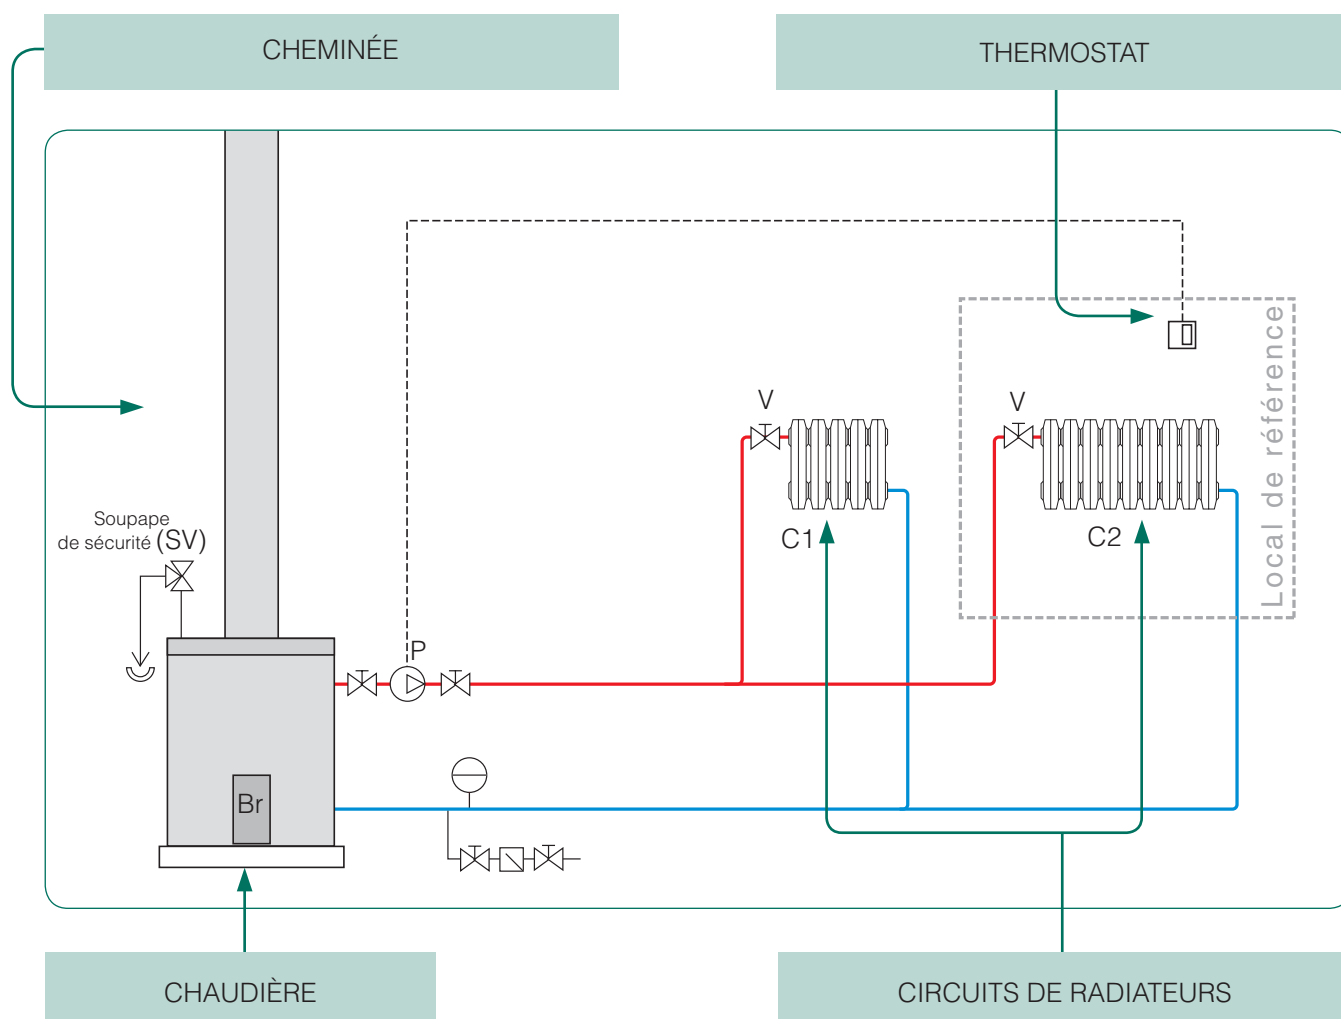 CHEMINÉE
THERMOSTAT
Local de référence
V
V
Soupape
de sécurité (SV)
C1
C2
P
Br
CHAUDIÈRE
CIRCUITS DE RADIATEURS